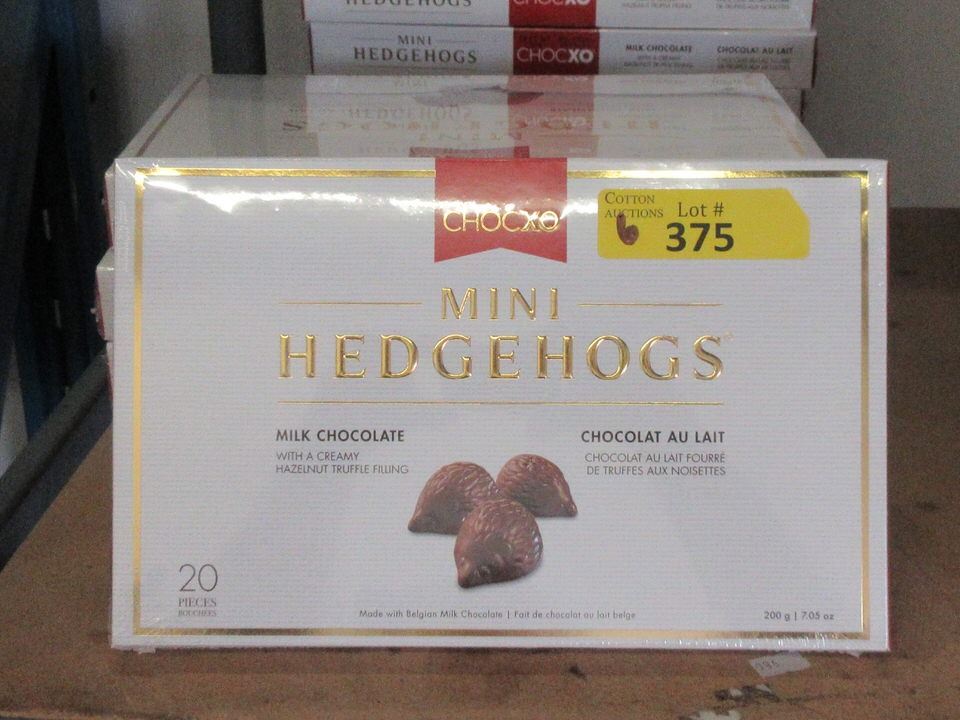 HEDGEHOGS
CHOCXO
MINI
HEDGEHOGS
CHOCXO
MILK CHOCOLATE
CHOCOLAT AU LAIT
CHOCXO
COTTON
AUCTIONS
Lot #
375
MINI
HEDGEHOGS
MILK CHOCOLATE
WITH A CREAMY
HAZELNUT TRUFFLE FILLING
CHOCOLAT AU LAIT
CHOCOLAT AU LAIT FOURRÉ
DE TRUFFES AUX NOISETTES
20
PIECES
BOUCHÉES
Made with Belgian Milk Chocolate | Fait de chocolat au lait belge
200 g | 7.05 oz